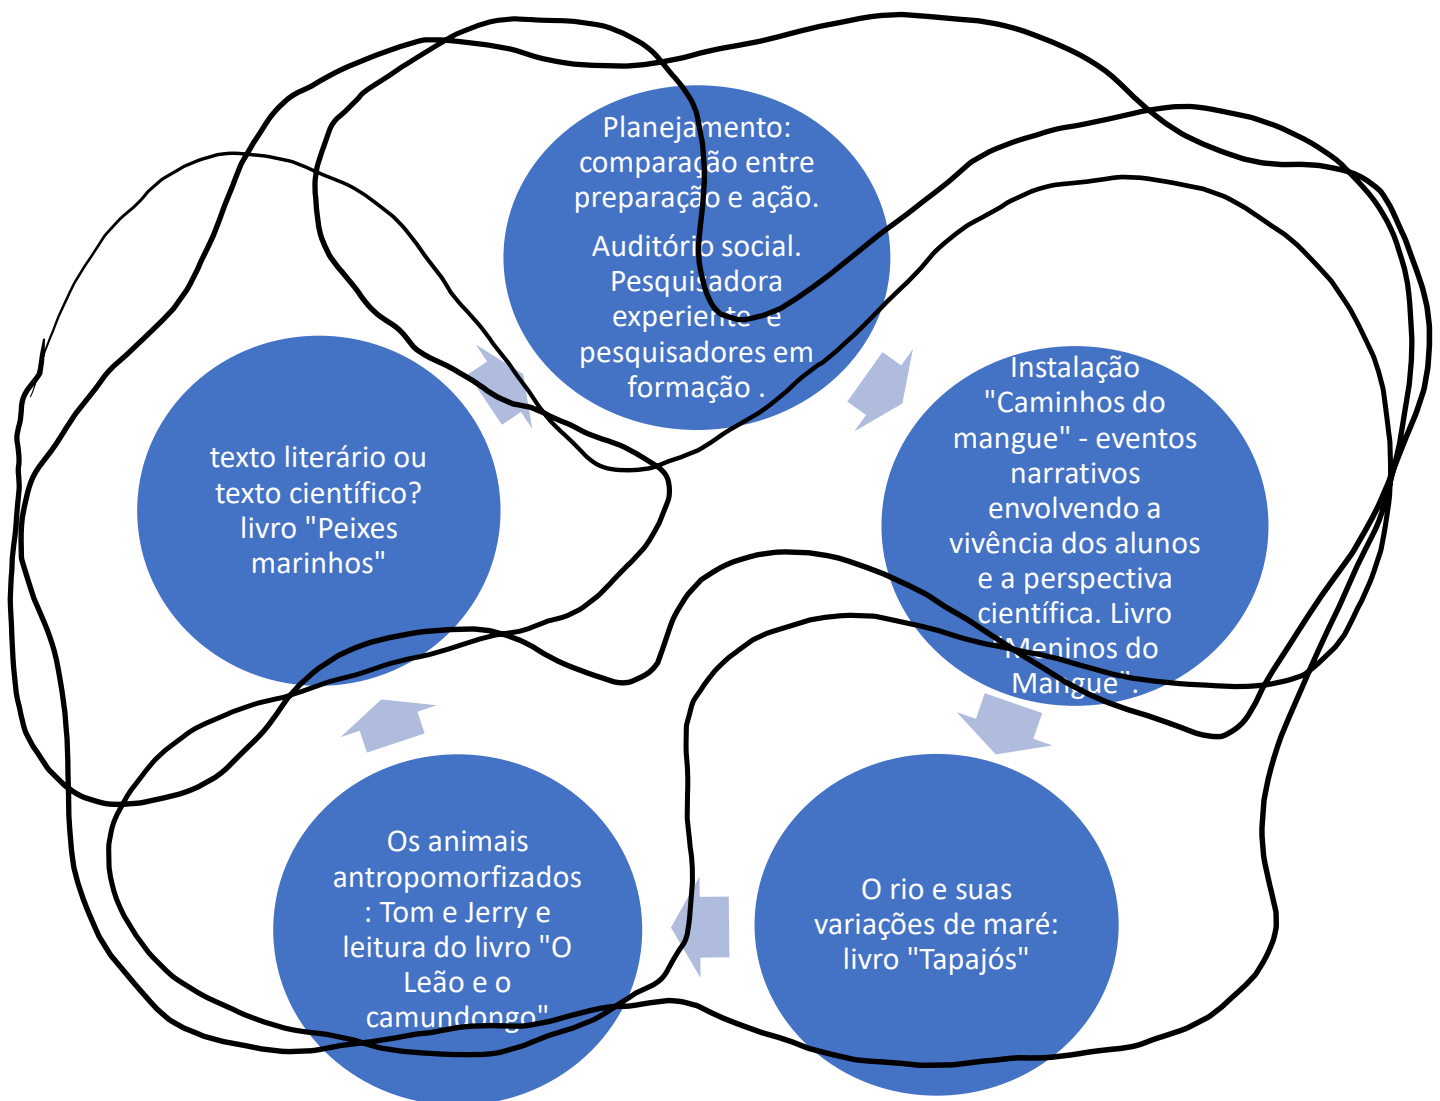 Planejamento:
comparação entre
preparação e ação.
Auditório social.
Pesquisadora
experiente e
pesquisadores em
formação .
Instalação
"Caminhos do
mangue" - eventos
narrativos
envolvendo a
vivência dos alunos
e a perspectiva
científica. Livro
"Meninos do
Mangue".
O rio e suas
variações de maré:
livro "Tapajós"
Os animais
antropomorfizados
: Tom e Jerry e
leitura do livro "O
Leão e o
camundongo"
texto literário ou
texto científico?
livro "Peixes
marinhos"